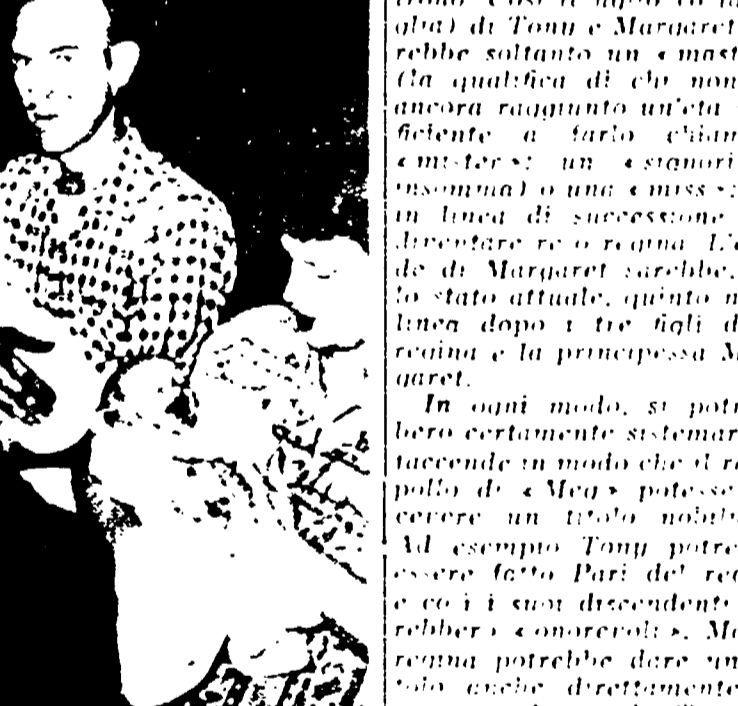 glia) di Tony e Margaret
rebbe soltanto un « mast
(la qualifica di chi non
ancora raggiunto un'età
ficiente a farlo chiam
« mister »; un « signori
insomma) o una « miss »;
in linea di successione
diventare re o regina. L'e
de di Margaret sarebbe,
lo stato attuale, quinto
linea dopo i tre figli d
regina e la principessa M
garet.
In ogni modo, si potr
bero certamente sistemar
faccende in modo che il
pollo di « Meg » potesse
cevere un titolo
Ad esempio Tony potre
essere fatto Pari del
e così i suoi discendenti
rebbero « onorevoli ». Ma
regina potrebbe dare un
tolo anche direttamente